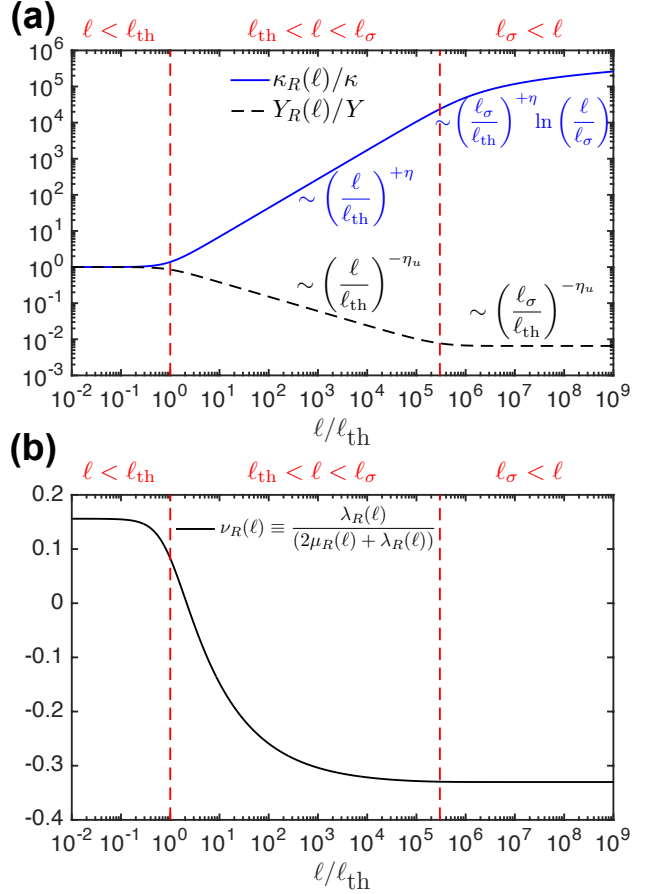 (a)
ℓ < ℓ_th    ℓ_th < ℓ < ℓ_σ    ℓ_σ < ℓ
10^6
10^5
10^4
10^3
10^2
10^1
10^0
10^-1
10^-2
10^-3
κ_R(ℓ)/κ
Y_R(ℓ)/Y
∼ (ℓ_σ/ℓ_th)^{+η} ln (ℓ/ℓ_σ)
∼ (ℓ/ℓ_th)^{+η}
∼ (ℓ/ℓ_th)^{-η_u}
∼ (ℓ_σ/ℓ_th)^{-η_u}
10^-2 10^-1 10^0 10^1 10^2 10^3 10^4 10^5 10^6 10^7 10^8 10^9
ℓ/ℓ_th
(b)
ℓ < ℓ_th    ℓ_th < ℓ < ℓ_σ    ℓ_σ < ℓ
0.2
0.1
0
-0.1
-0.2
-0.3
-0.4
ν_R(ℓ) ≡ λ_R(ℓ)/(2μ_R(ℓ) + λ_R(ℓ))
10^-2 10^-1 10^0 10^1 10^2 10^3 10^4 10^5 10^6 10^7 10^8 10^9
ℓ/ℓ_th